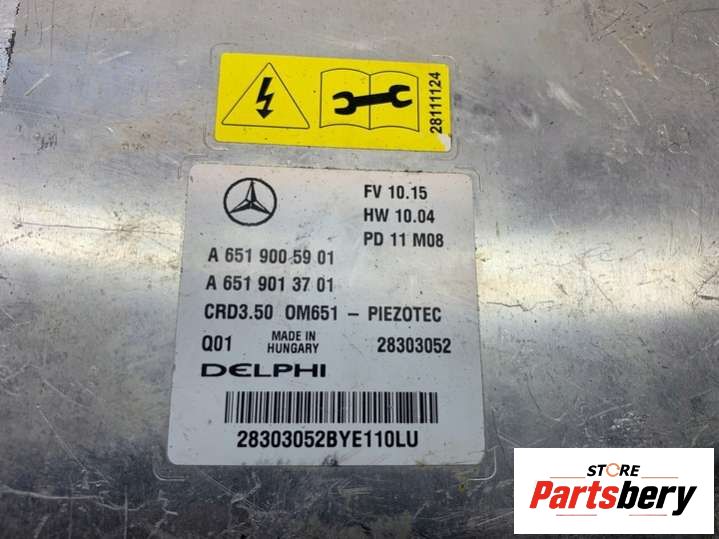 28111124
FV 10.15
HW 10.04
PD 11 M08
A 651 900 59 01
A 651 901 37 01
CRD3.50 OM651 – PIEZOTEC
Q01 MADE IN HUNGARY 28303052
DELPHI
28303052BYE110LU
STORE
Partsbery